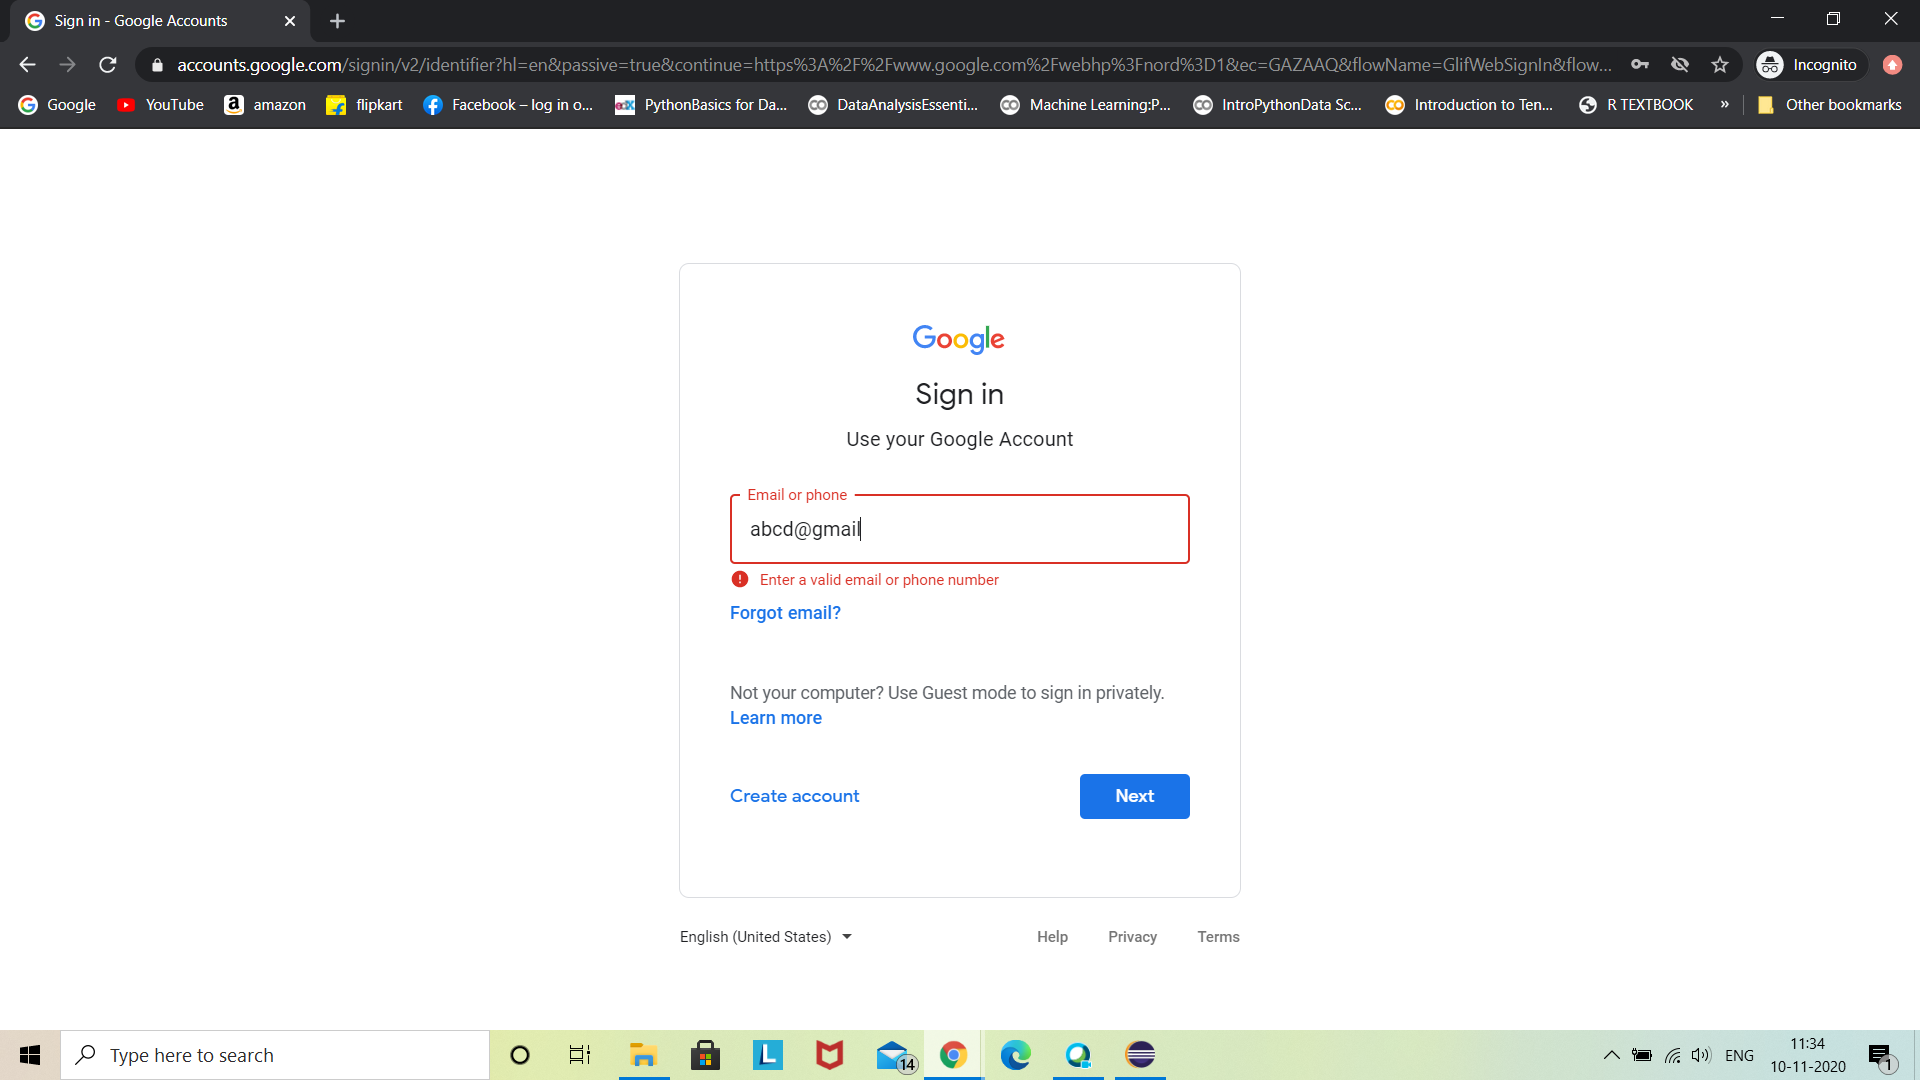 Sign in - Google Accounts
accounts.google.com/signin/v2/identifier?hl=en&passive=true&continue=https%3A%2F%2Fwww.google.com%2Fwebhp%3Fnord%3D1&ec=GAZAAQ&flowName=GlifWebSignIn&flow... Incognito
Google YouTube amazon flipkart Facebook – log in o... PythonBasics for Da... DataAnalysisEssenti... Machine Learning:P... IntroPythonData Sc... Introduction to Ten... R TEXTBOOK » Other bookmarks
Google
Sign in
Use your Google Account
Email or phone
abcd@gmail
Enter a valid email or phone number
Forgot email?
Not your computer? Use Guest mode to sign in privately.
Learn more
Create account Next
English (United States) Help Privacy Terms
Type here to search L 14 ENG 11:34
10-11-2020 1